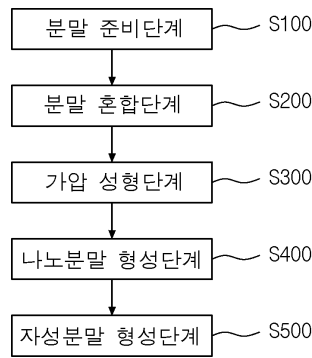 분말 준비단계 S100
분말 혼합단계 S200
가압 성형단계 S300
나노분말 형성단계 S400
자성분말 형성단계 S500